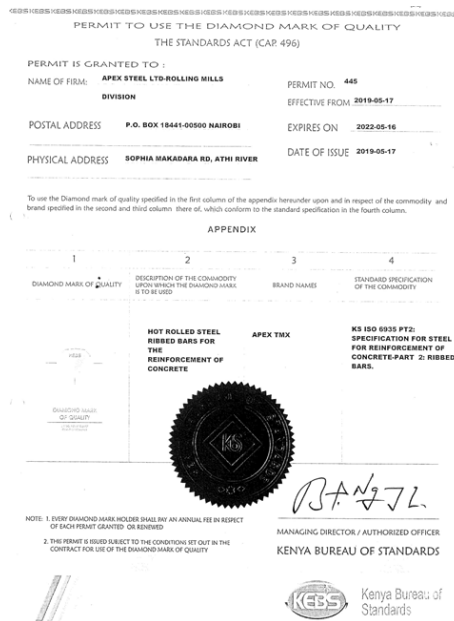 PERMIT TO USE THE DIAMOND MARK OF QUALITY
THE STANDARDS ACT (CAP. 496)
PERMIT IS GRANTED TO :
NAME OF FIRM: APEX STEEL LTD-ROLLING MILLS
DIVISION
PERMIT NO. 445
EFFECTIVE FROM 2019-05-17
POSTAL ADDRESS P.O. BOX 18441-00500 NAIROBI
EXPIRES ON 2022-05-16
DATE OF ISSUE 2019-05-17
PHYSICAL ADDRESS SOPHIA MAKADARA RD, ATHI RIVER
To use the Diamond mark of quality specified in the first column of the appendix hereunder upon and in respect of the commodity and
brand specified in the second and third column there of, which conform to the standard specification in the fourth column.
APPENDIX
1 2 3 4
DIAMOND MARK OF QUALITY
DESCRIPTION OF THE COMMODITY
UPON WHICH THE DIAMOND MARK
IS TO BE USED
BRAND NAMES
STANDARD SPECIFICATION
OF THE COMMODITY
HOT ROLLED STEEL
RIBBED BARS FOR
THE
REINFORCEMENT OF
CONCRETE
APEX TMX
KS ISO 6935 PT2:
SPECIFICATION FOR STEEL
FOR REINFORCEMENT OF
CONCRETE-PART 2: RIBBED
BARS.
DIAMOND MARK
OF QUALITY
KS
NOTE: 1. EVERY DIAMOND MARK HOLDER SHALL PAY AN ANNUAL FEE IN RESPECT
OF EACH PERMIT GRANTED OR RENEWED
2. THIS PERMIT IS ISSUED SUBJECT TO THE CONDITIONS SET OUT IN THE
CONTRACT FOR USE OF THE DIAMOND MARK OF QUALITY
MANAGING DIRECTOR / AUTHORIZED OFFICER
KENYA BUREAU OF STANDARDS
KEBS
Kenya Bureau of
Standards